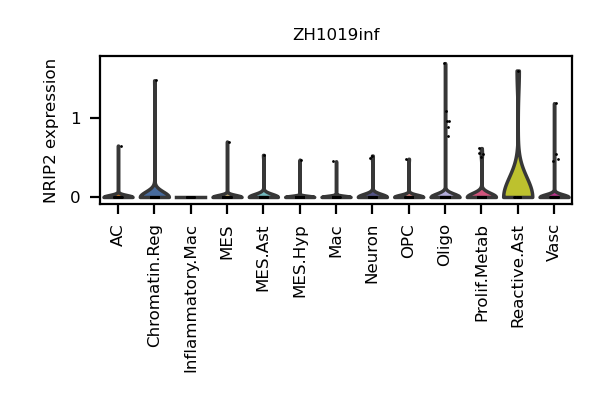 ZH1019inf
NRIP2 expression
1
0
AC
Chromatin.Reg
Inflammatory.Mac
MES
MES.Ast
MES.Hyp
Mac
Neuron
OPC
Oligo
Prolif.Metab
Reactive.Ast
Vasc